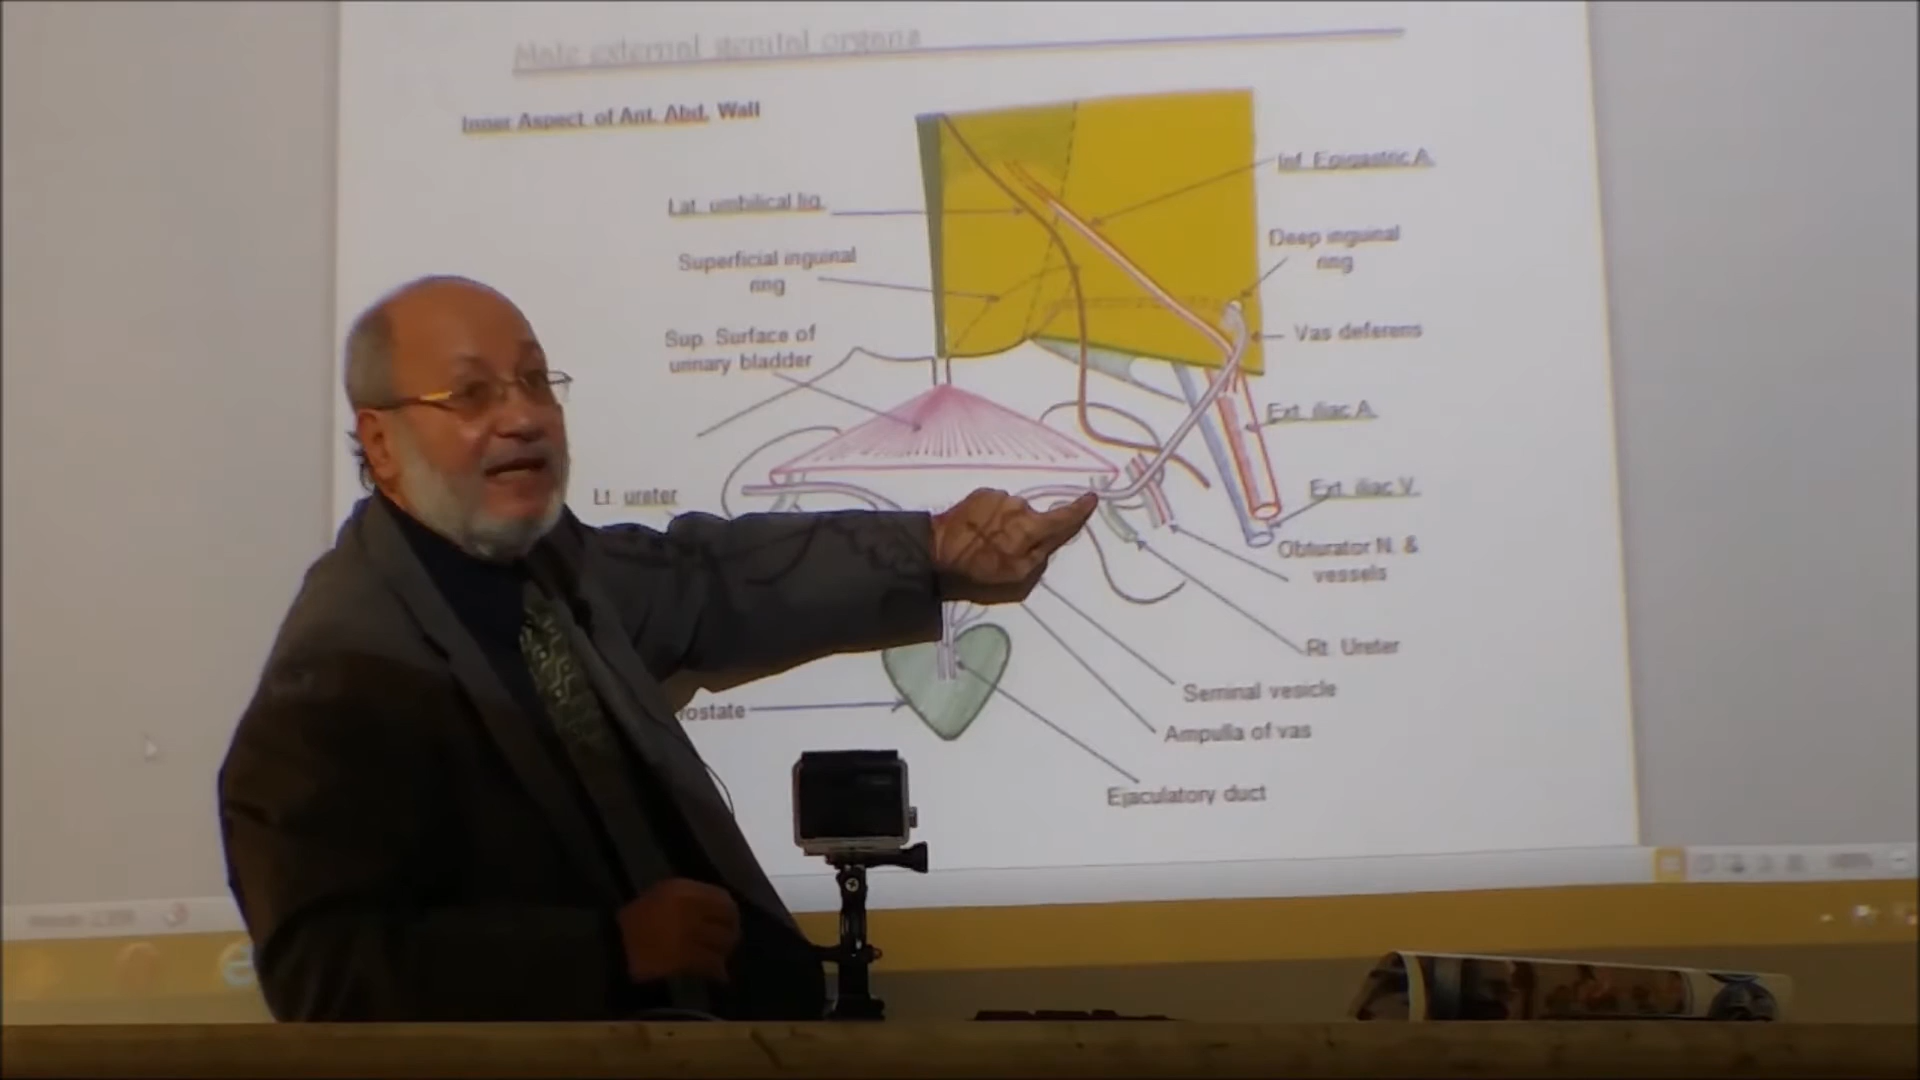 Male external genital organs
Inner Aspect of Ant. Abd. Wall
Inf. Epigastric A.
Lat. umbilical lig.
Deep inguinal
ring
Superficial inguinal
ring
Vas deferens
Sup. Surface of
urinary bladder
Ext. iliac A.
Lt. ureter
Ext. iliac V.
Obturator N. &
vessels
Rt. Ureter
Seminal vesicle
rostate
Ampulla of vas
Ejaculatory duct